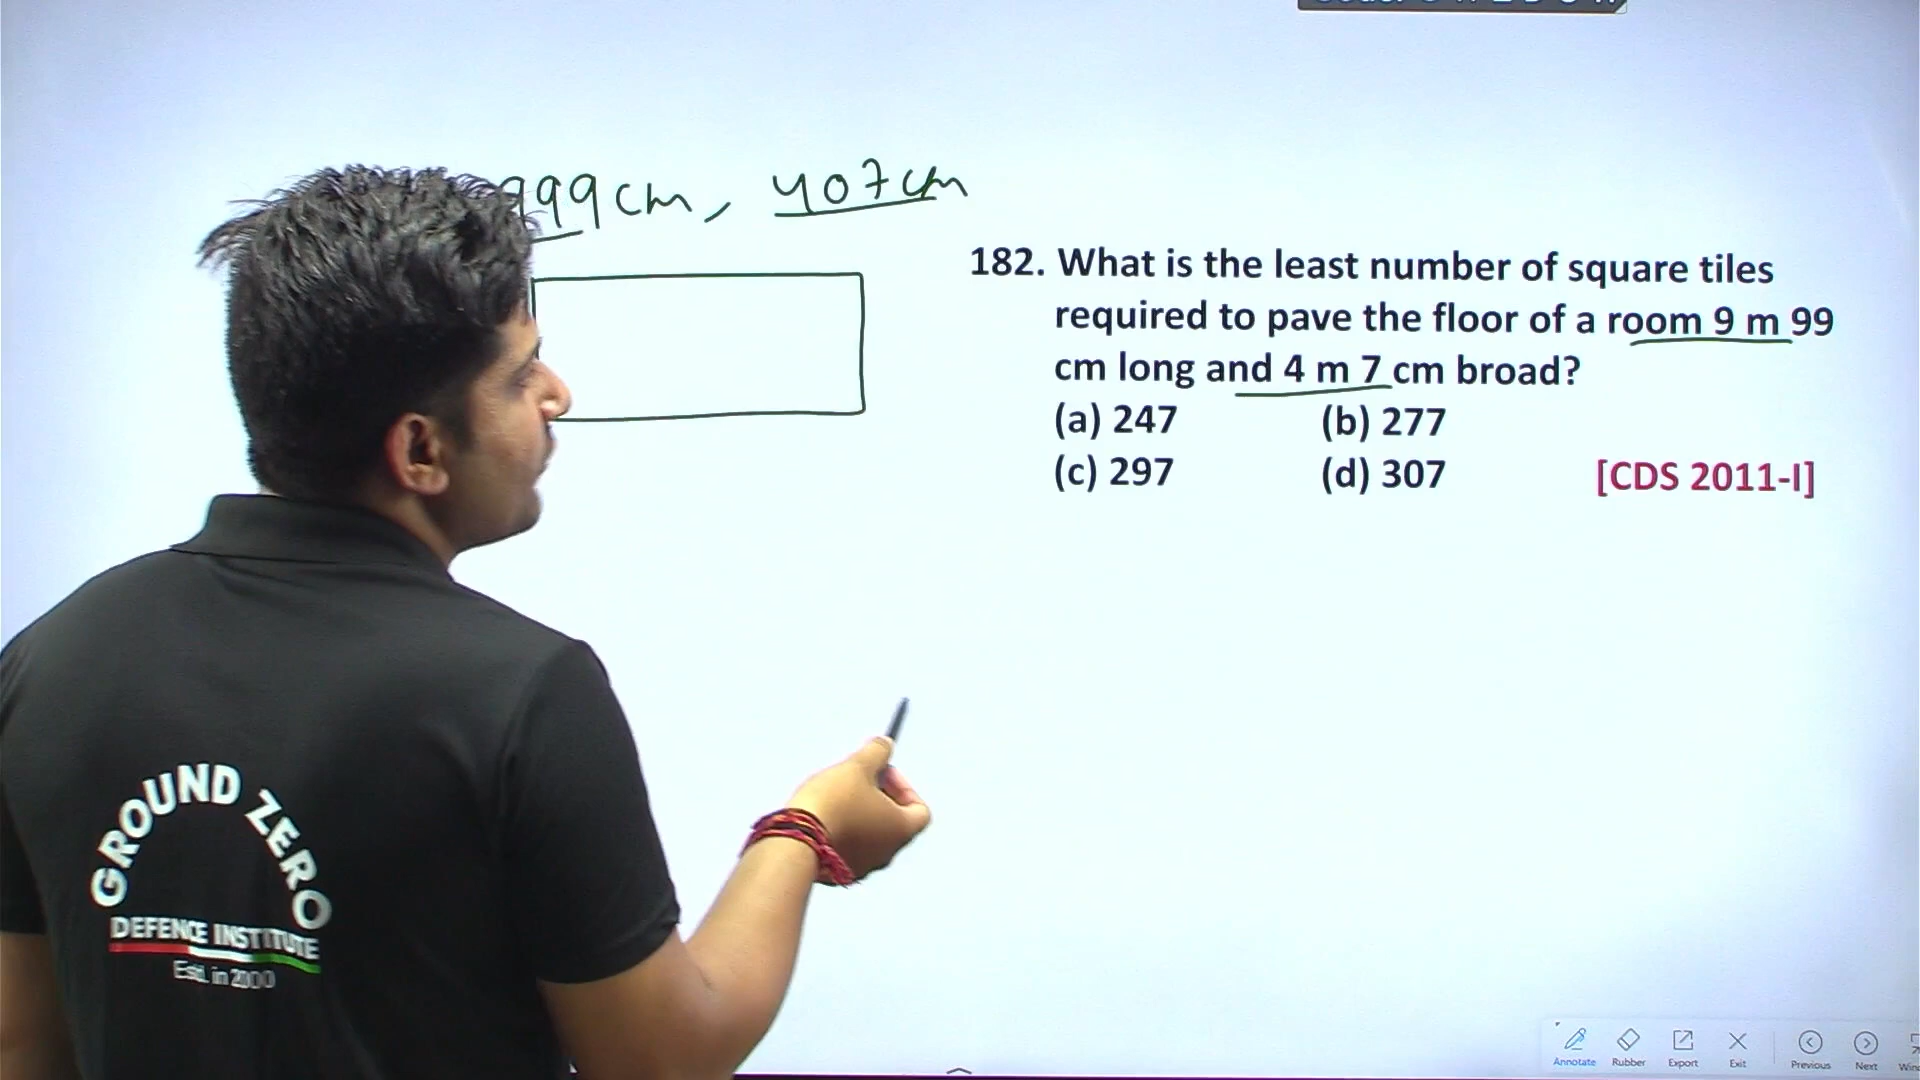 999cm, 407cm
182. What is the least number of square tiles
required to pave the floor of a room 9 m 99
cm long and 4 m 7 cm broad?
(a) 247 (b) 277
(c) 297 (d) 307 [CDS 2011-I]
GROUND ZERO
DEFENCE INSTITUTE
Estd. in 2000
Annotate Rubber Export Exit Previous Next